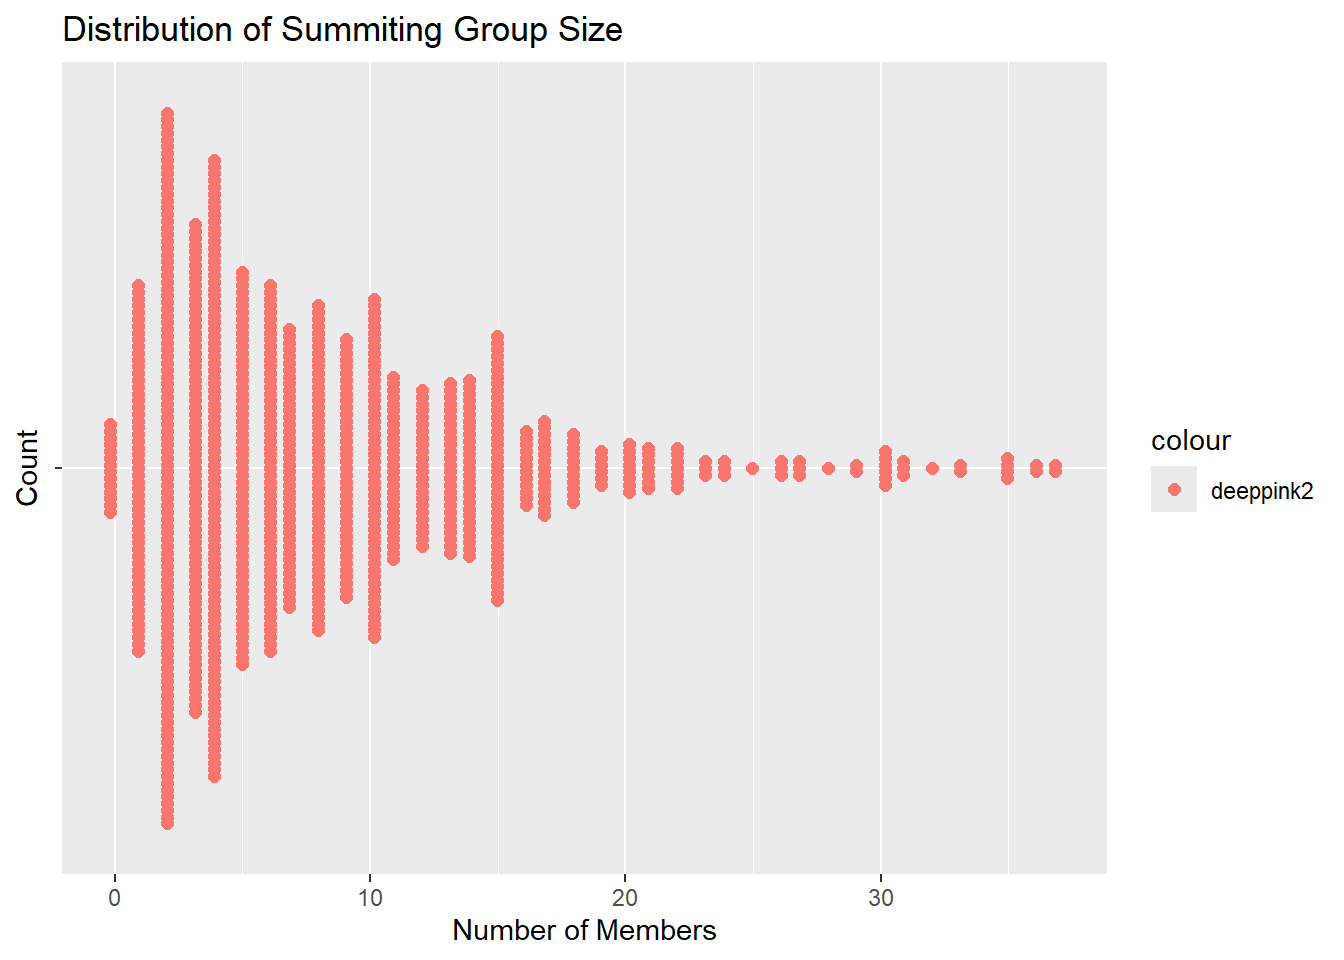 Distribution of Summiting Group Size
Count
colour
deeppink2
0 10 20 30
Number of Members